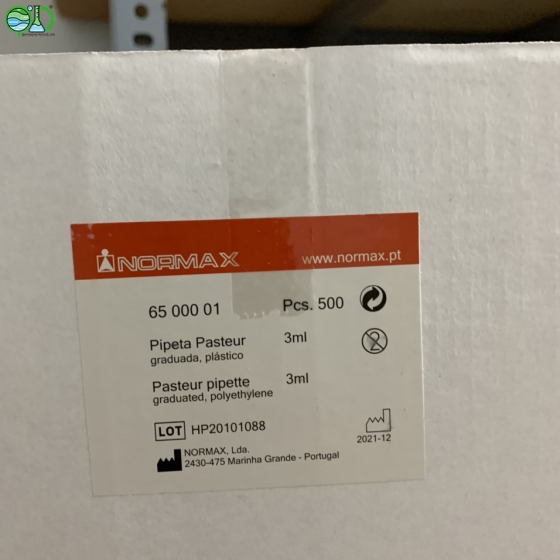 NORMAX
www.normax.pt
65 000 01 Pcs. 500
Pipeta Pasteur 3ml
graduada, plástico
Pasteur pipette 3ml
graduated, polyethylene
LOT HP20101088
2021-12
NORMAX, Lda.
2430-475 Marinha Grande - Portugal